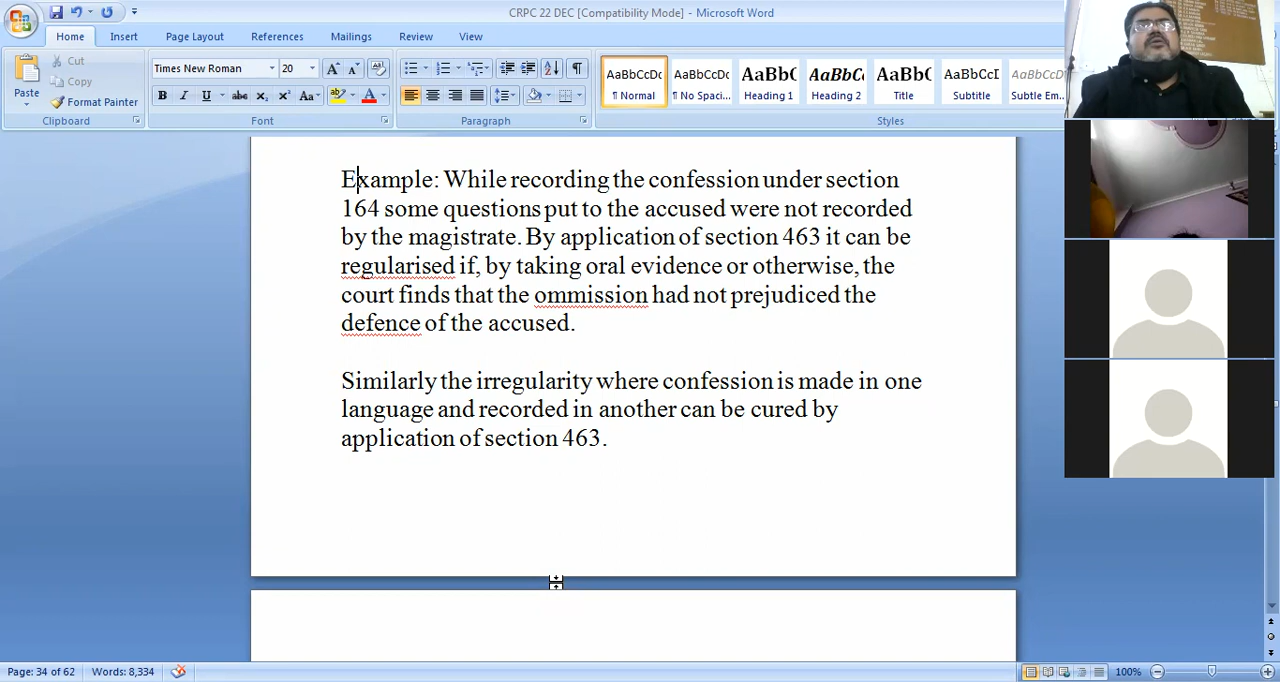 CRPC 22 DEC [Compatibility Mode] - Microsoft Word
Home Insert Page Layout References Mailings Review View
Paste
Cut
Copy
Format Painter
Clipboard
Times New Roman 20
B I U abc x₂ x² Aa
Font
Paragraph
AaBbCcDc AaBbCcDc AaBb(C AaBbC AaBb(C AaBbCcI AaBbCcD
¶ Normal ¶ No Spaci... Heading 1 Heading 2 Title Subtitle Subtle Em...
Styles
Example: While recording the confession under section
164 some questions put to the accused were not recorded
by the magistrate. By application of section 463 it can be
regularised if, by taking oral evidence or otherwise, the
court finds that the ommission had not prejudiced the
defence of the accused.
Similarly the irregularity where confession is made in one
language and recorded in another can be cured by
application of section 463.
Page: 34 of 62 Words: 8,334 100%